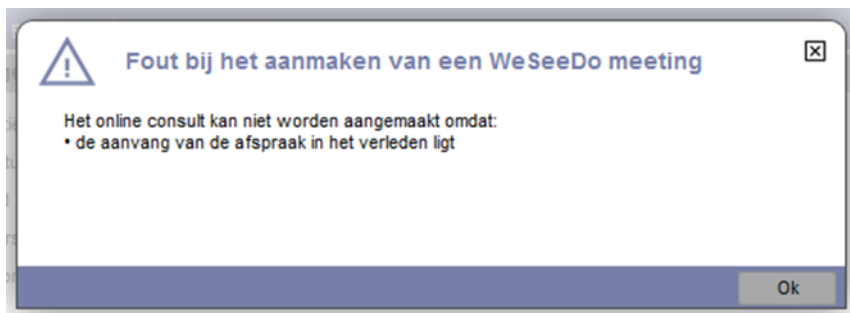 Fout bij het aanmaken van een WeSeeDo meeting
Het online consult kan niet worden aangemaakt omdat:
• de aanvang van de afspraak in het verleden ligt
Ok